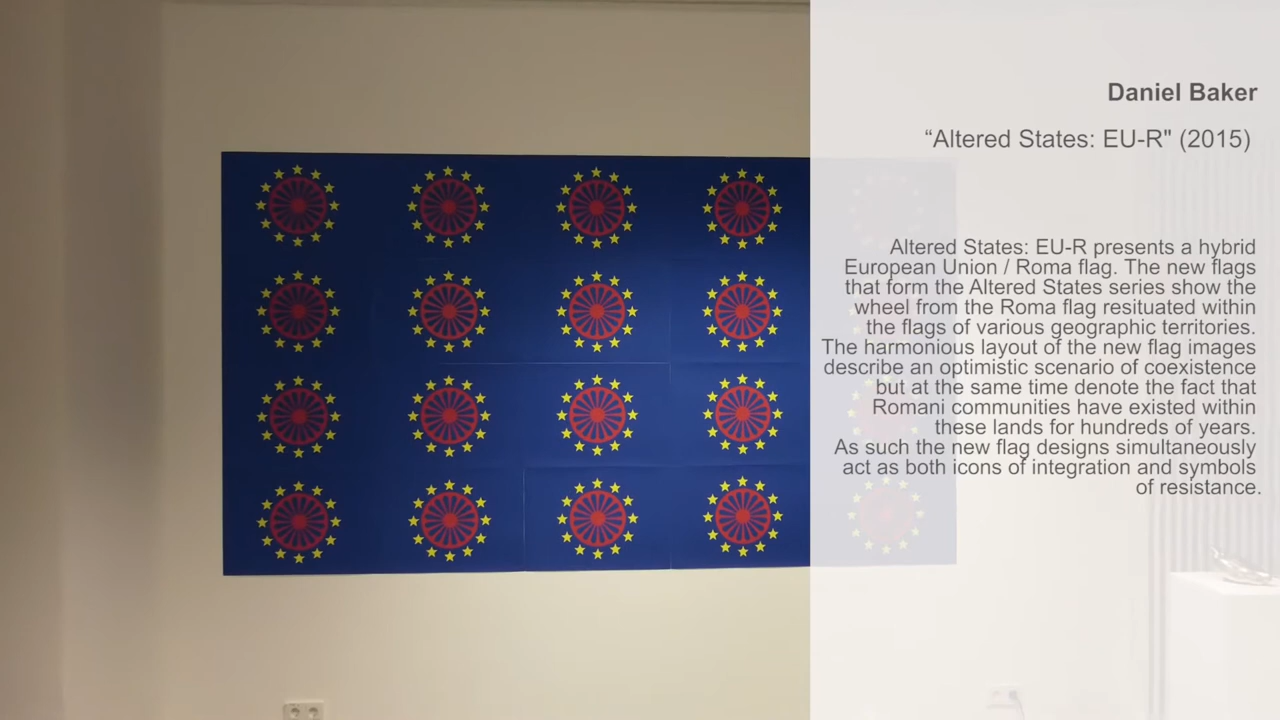 Daniel Baker
“Altered States: EU-R" (2015)
Altered States: EU-R presents a hybrid
European Union / Roma flag. The new flags
that form the Altered States series show the
wheel from the Roma flag resituated within
the flags of various geographic territories.
The harmonious layout of the new flag images
describe an optimistic scenario of coexistence
but at the same time denote the fact that
Romani communities have existed within
these lands for hundreds of years.
As such the new flag designs simultaneously
act as both icons of integration and symbols
of resistance.